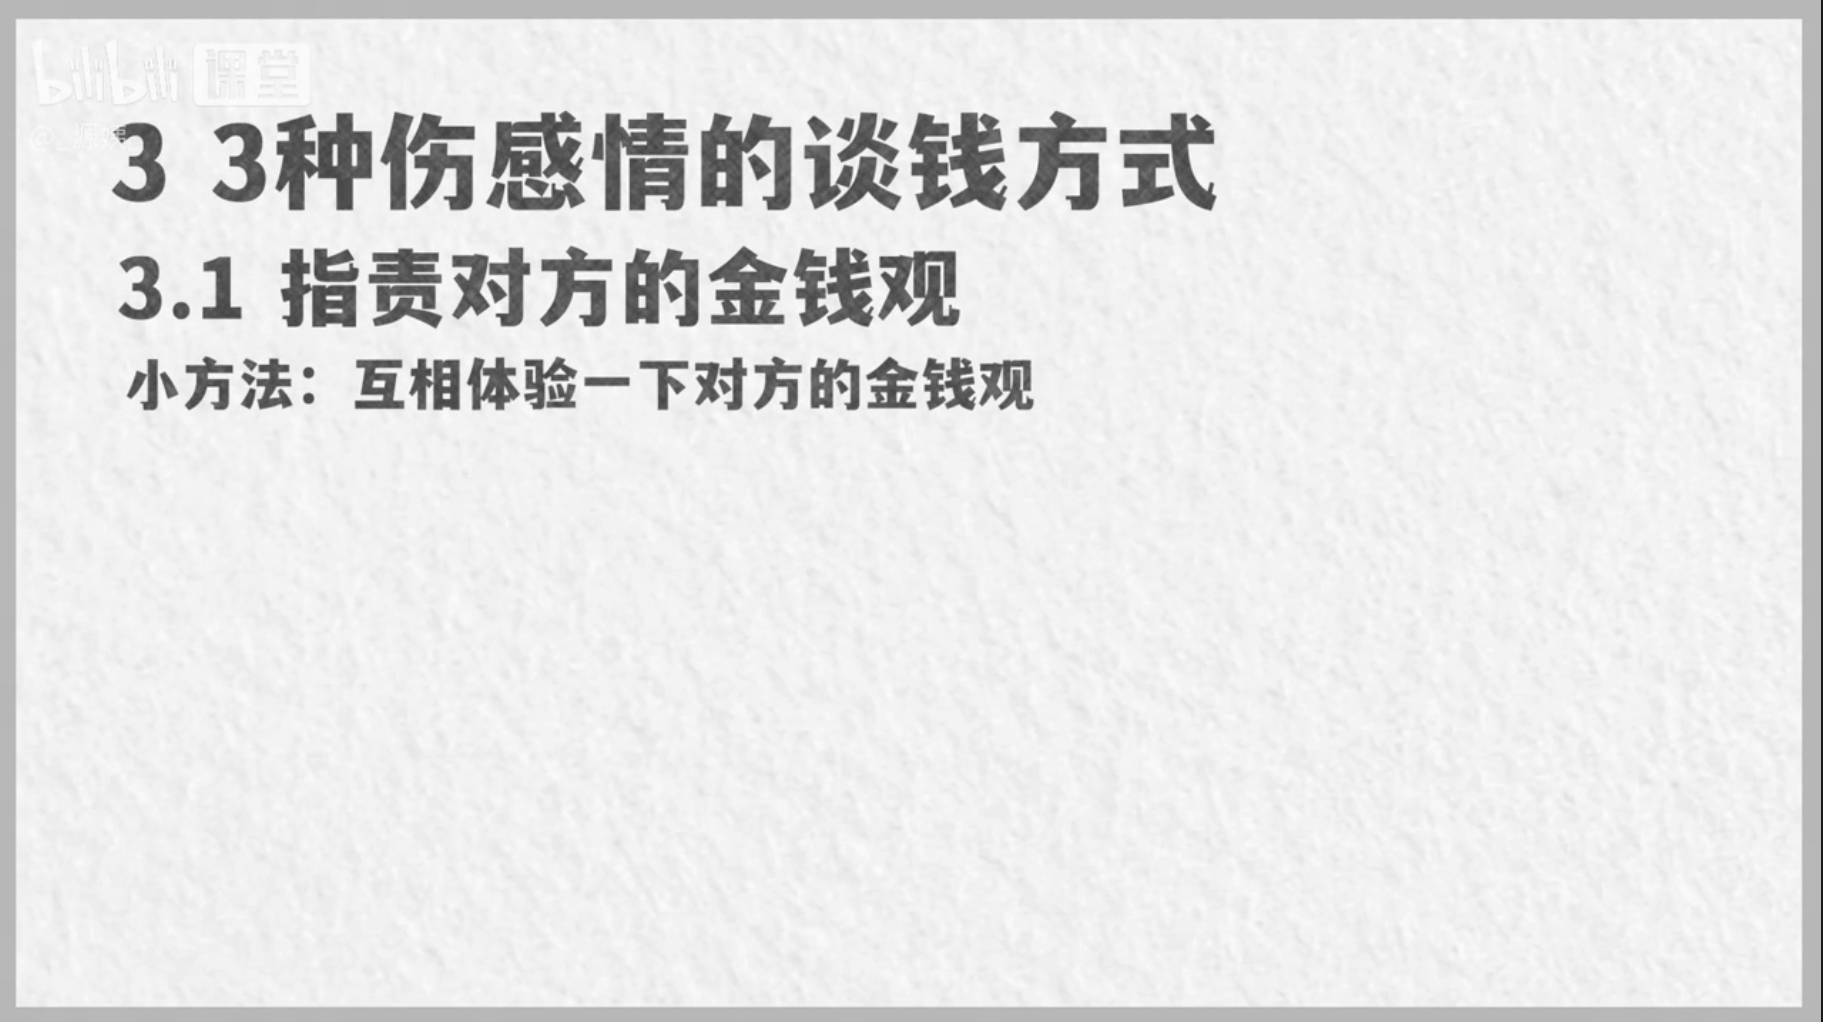 bilibili 课堂
3 3种伤感情的谈钱方式
3.1 指责对方的金钱观
小方法：互相体验一下对方的金钱观